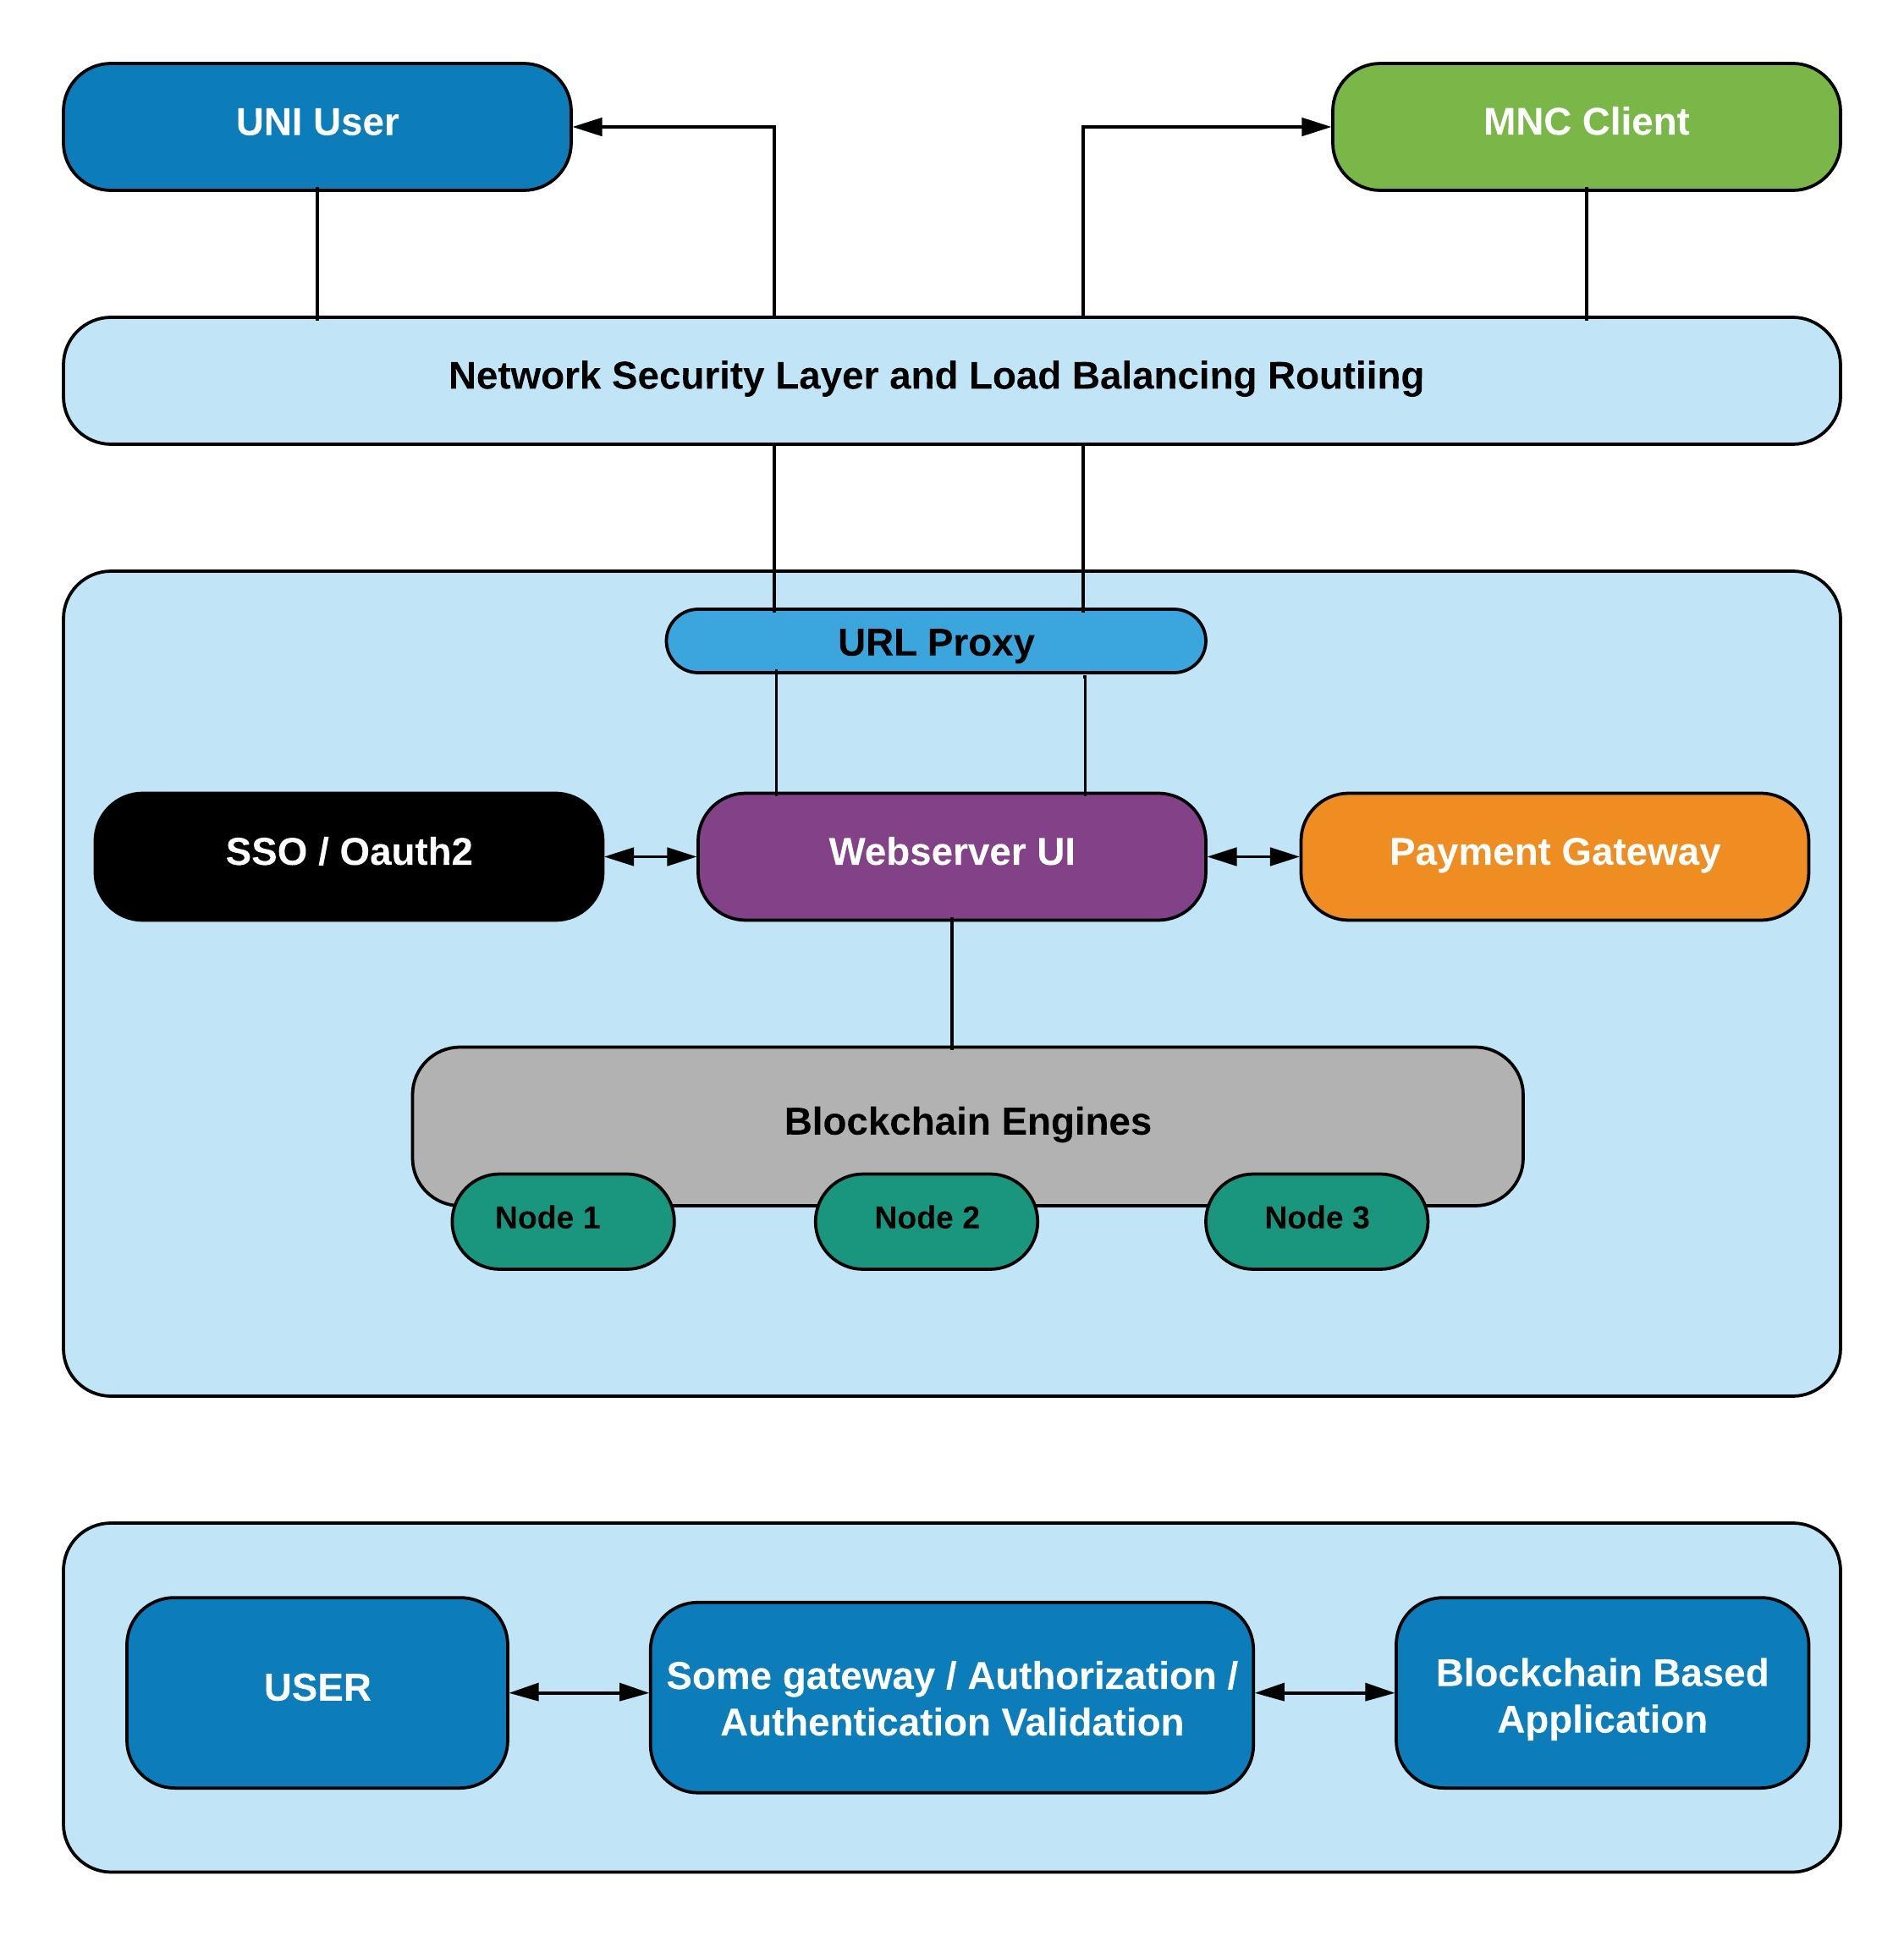 UNI User
MNC Client
Network Security Layer and Load Balancing Routiing
URL Proxy
SSO / Oauth2
Webserver UI
Payment Gateway
Blockchain Engines
Node 1
Node 2
Node 3
USER
Some gateway / Authorization /
Authentication Validation
Blockchain Based
Application